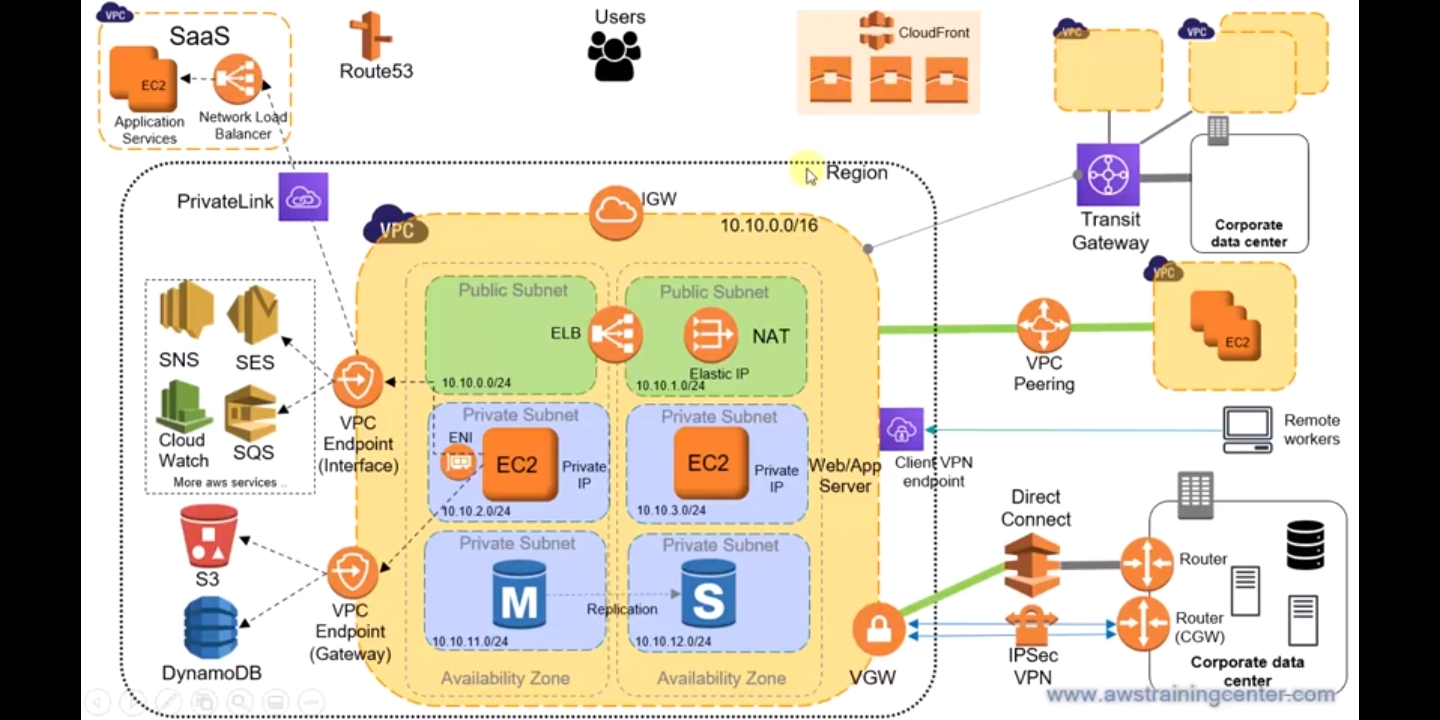 VPC
SaaS
EC2
Application
Services
Network Load
Balancer
Route53
Users
CloudFront
VPC
VPC
Region
PrivateLink
IGW
VPC
10.10.0.0/16
Transit
Gateway
Corporate
data center
Public Subnet
Public Subnet
ELB
NAT
Elastic IP
10.10.0.0/24
10.10.1.0/24
SNS
SES
Cloud
Watch
SQS
More aws services ..
VPC
Endpoint
(Interface)
Private Subnet
ENI
EC2
Private
IP
10.10.2.0/24
Private Subnet
EC2
Private
IP
10.10.3.0/24
Web/App
Server
VPC
Peering
VPC
EC2
Client VPN
endpoint
Remote
workers
S3
DynamoDB
VPC
Endpoint
(Gateway)
Private Subnet
M
Replication
10.10.11.0/24
Private Subnet
S
10.10.12.0/24
Availability Zone
Availability Zone
VGW
Direct
Connect
IPSec
VPN
Router
Router
(CGW)
Corporate data
center
www.awstrainingcenter.com